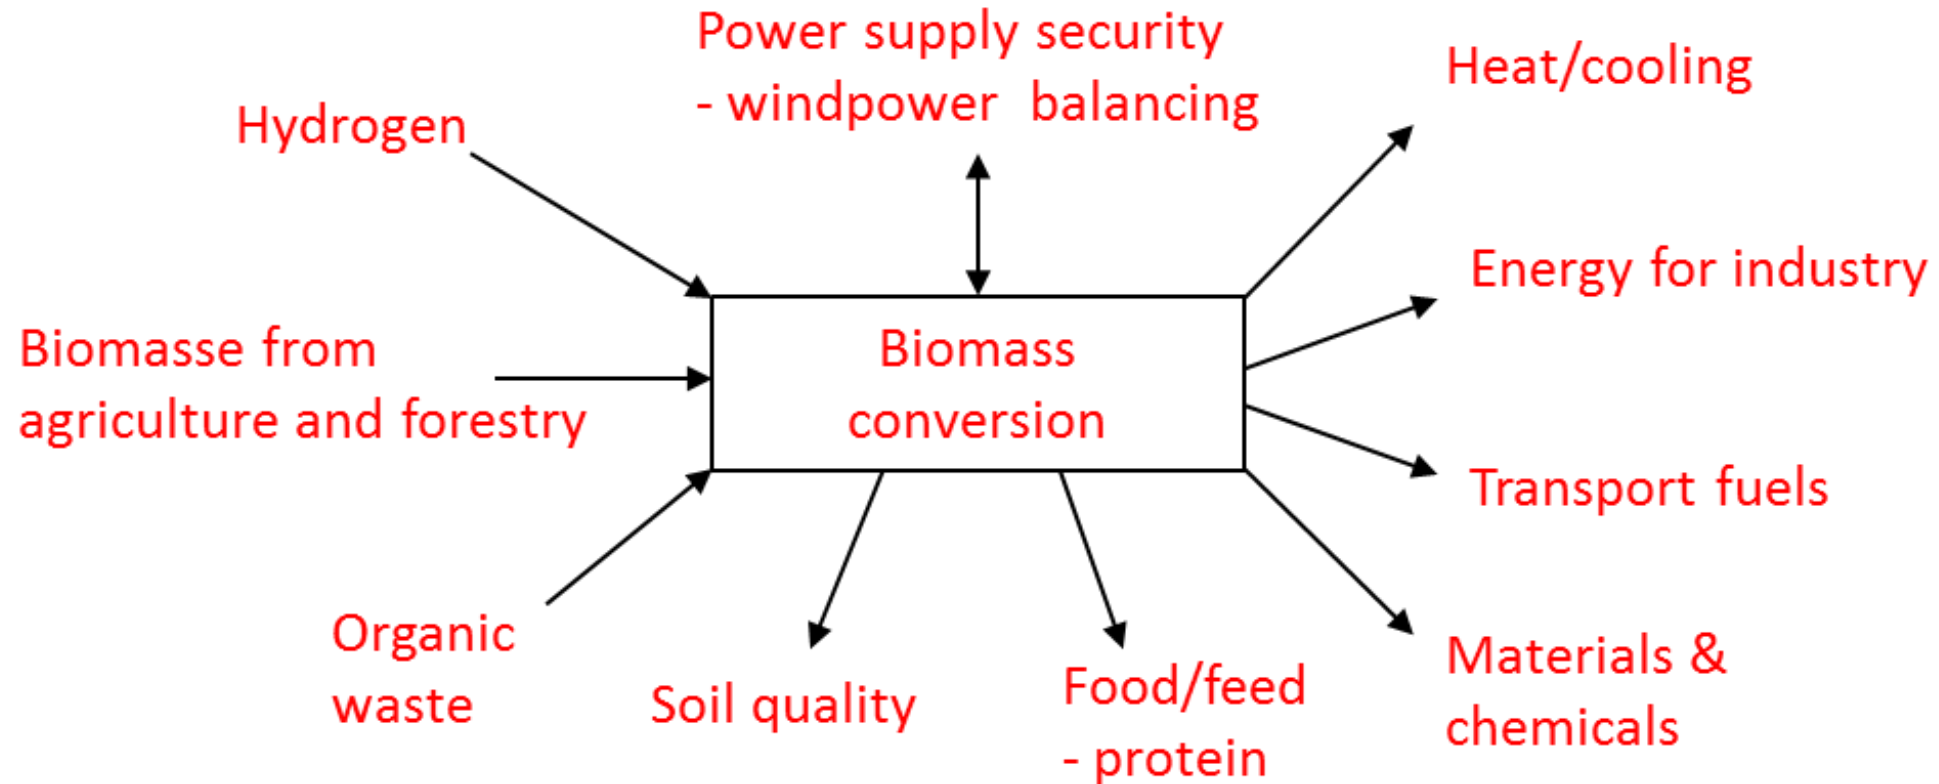 Power supply security
- windpower balancing
Heat/cooling
Hydrogen
Energy for industry
Biomasse from
agriculture and forestry
Biomass
conversion
Transport fuels
Organic
waste
Soil quality
Food/feed
- protein
Materials &
chemicals